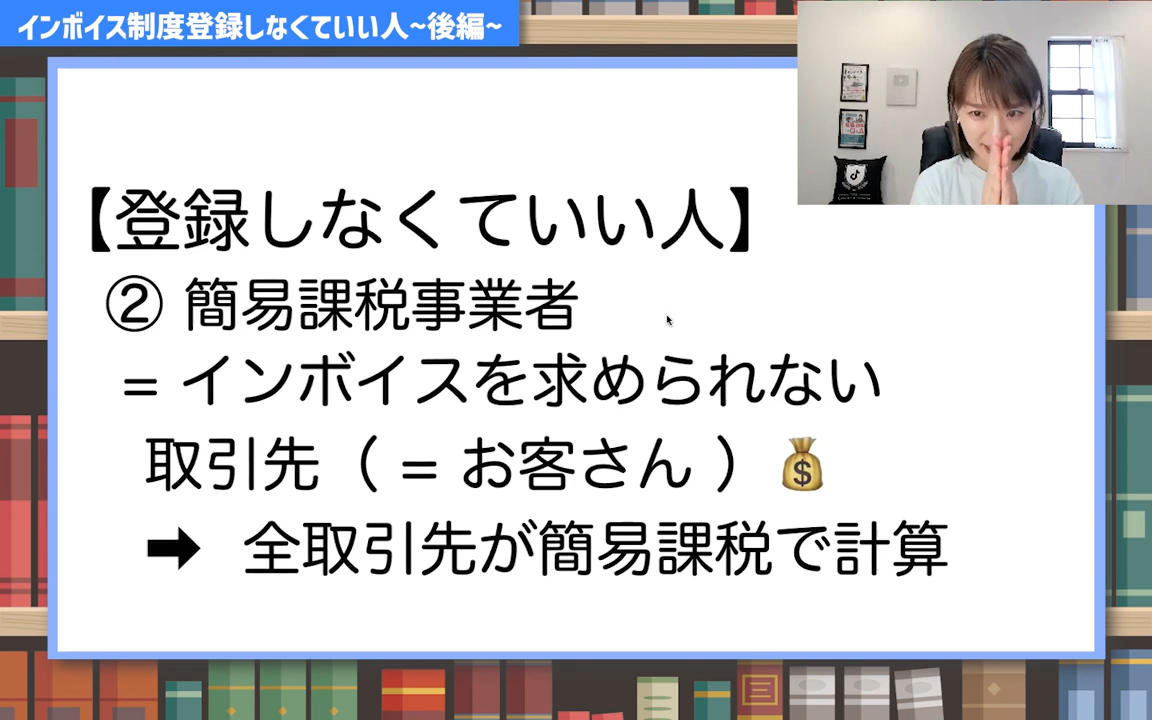 インボイス制度登録しなくていい人~後編~
【登録しなくていい人】
② 簡易課税事業者
= インボイスを求められない
取引先（ = お客さん ）
➡ 全取引先が簡易課税で計算